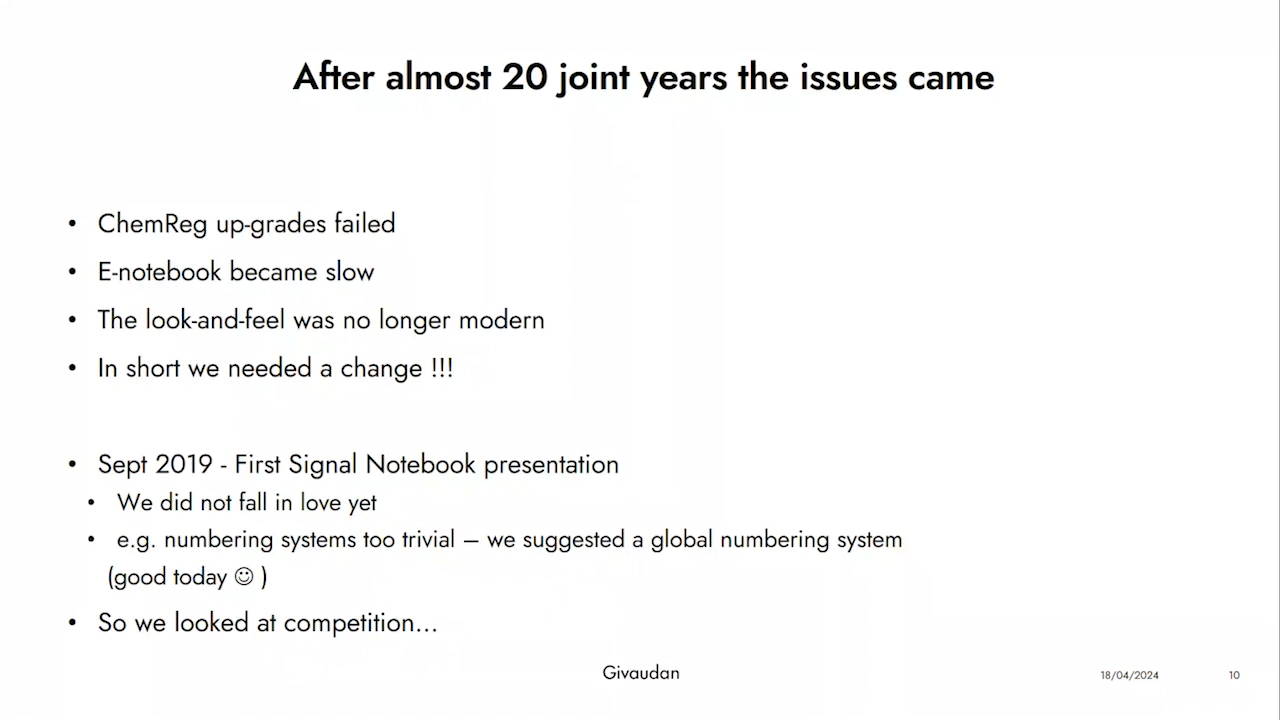 After almost 20 joint years the issues came
• ChemReg up-grades failed
• E-notebook became slow
• The look-and-feel was no longer modern
• In short we needed a change !!!
• Sept 2019 - First Signal Notebook presentation
• We did not fall in love yet
• e.g. numbering systems too trivial – we suggested a global numbering system
(good today ☺ )
• So we looked at competition…
Givaudan
18/04/2024
10